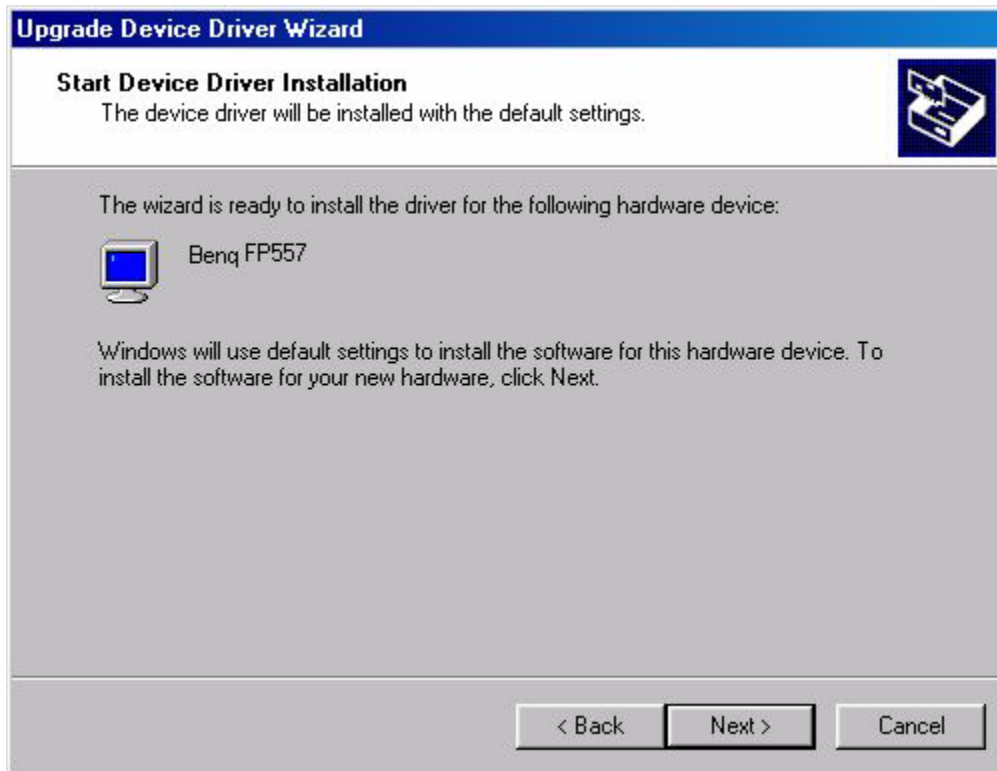 Upgrade Device Driver Wizard
Start Device Driver Installation
The device driver will be installed with the default settings.
The wizard is ready to install the driver for the following hardware device:
Benq FP557
Windows will use default settings to install the software for this hardware device. To
install the software for your new hardware, click Next.
< Back Next > Cancel